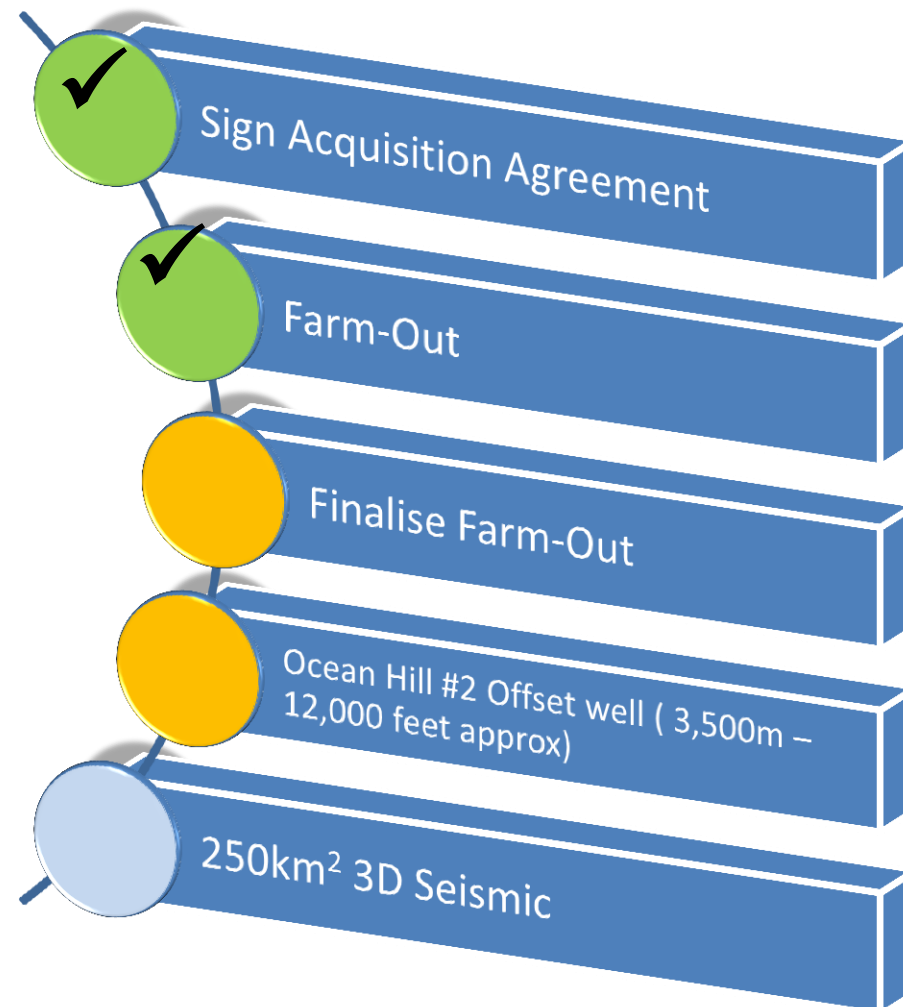 Sign Acquisition Agreement
Farm-Out
Finalise Farm-Out
Ocean Hill #2 Offset well ( 3,500m –
12,000 feet approx)
250km² 3D Seismic